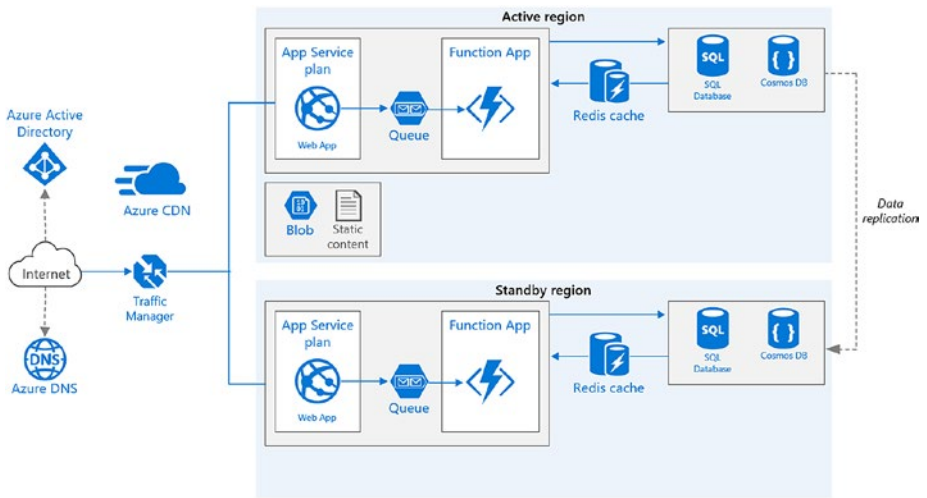 Active region
App Service
plan
Web App
Queue
Function App
Redis cache
SQL
SQL
Database
{ }
Cosmos DB
Azure Active
Directory
Azure CDN
Blob
Static
content
Data
replication
Internet
Traffic
Manager
DNS
Azure DNS
Standby region
App Service
plan
Web App
Queue
Function App
Redis cache
SQL
SQL
Database
{ }
Cosmos DB